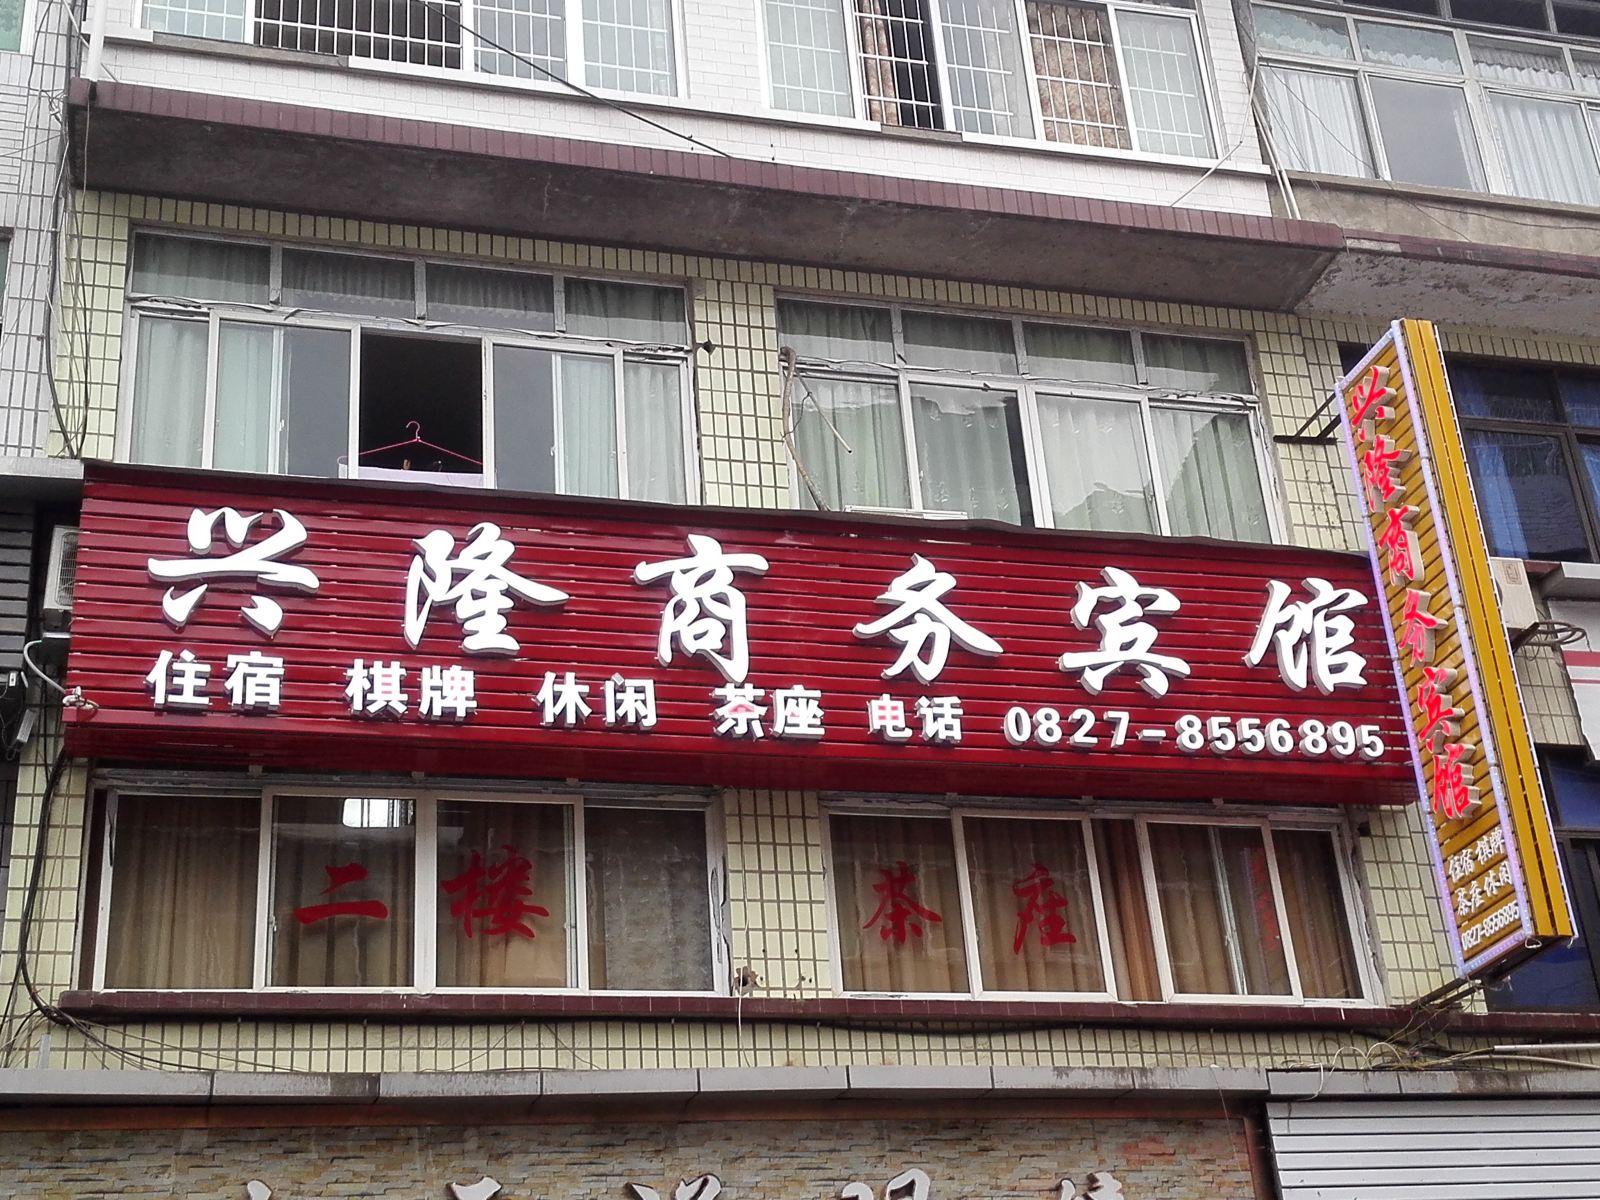 兴隆商务宾馆
住宿 棋牌 休闲 茶座 电话 0827-8556895
兴隆商务宾馆
住宿 棋牌
茶座 休闲
0827-8556895
二楼 茶座